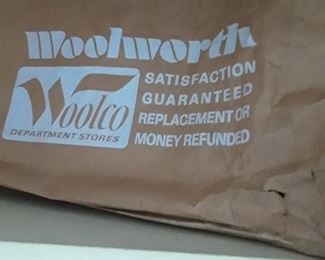 Woolworth
Woolco
DEPARTMENT STORES
SATISFACTION
GUARANTEED
REPLACEMENT OR
MONEY REFUNDED